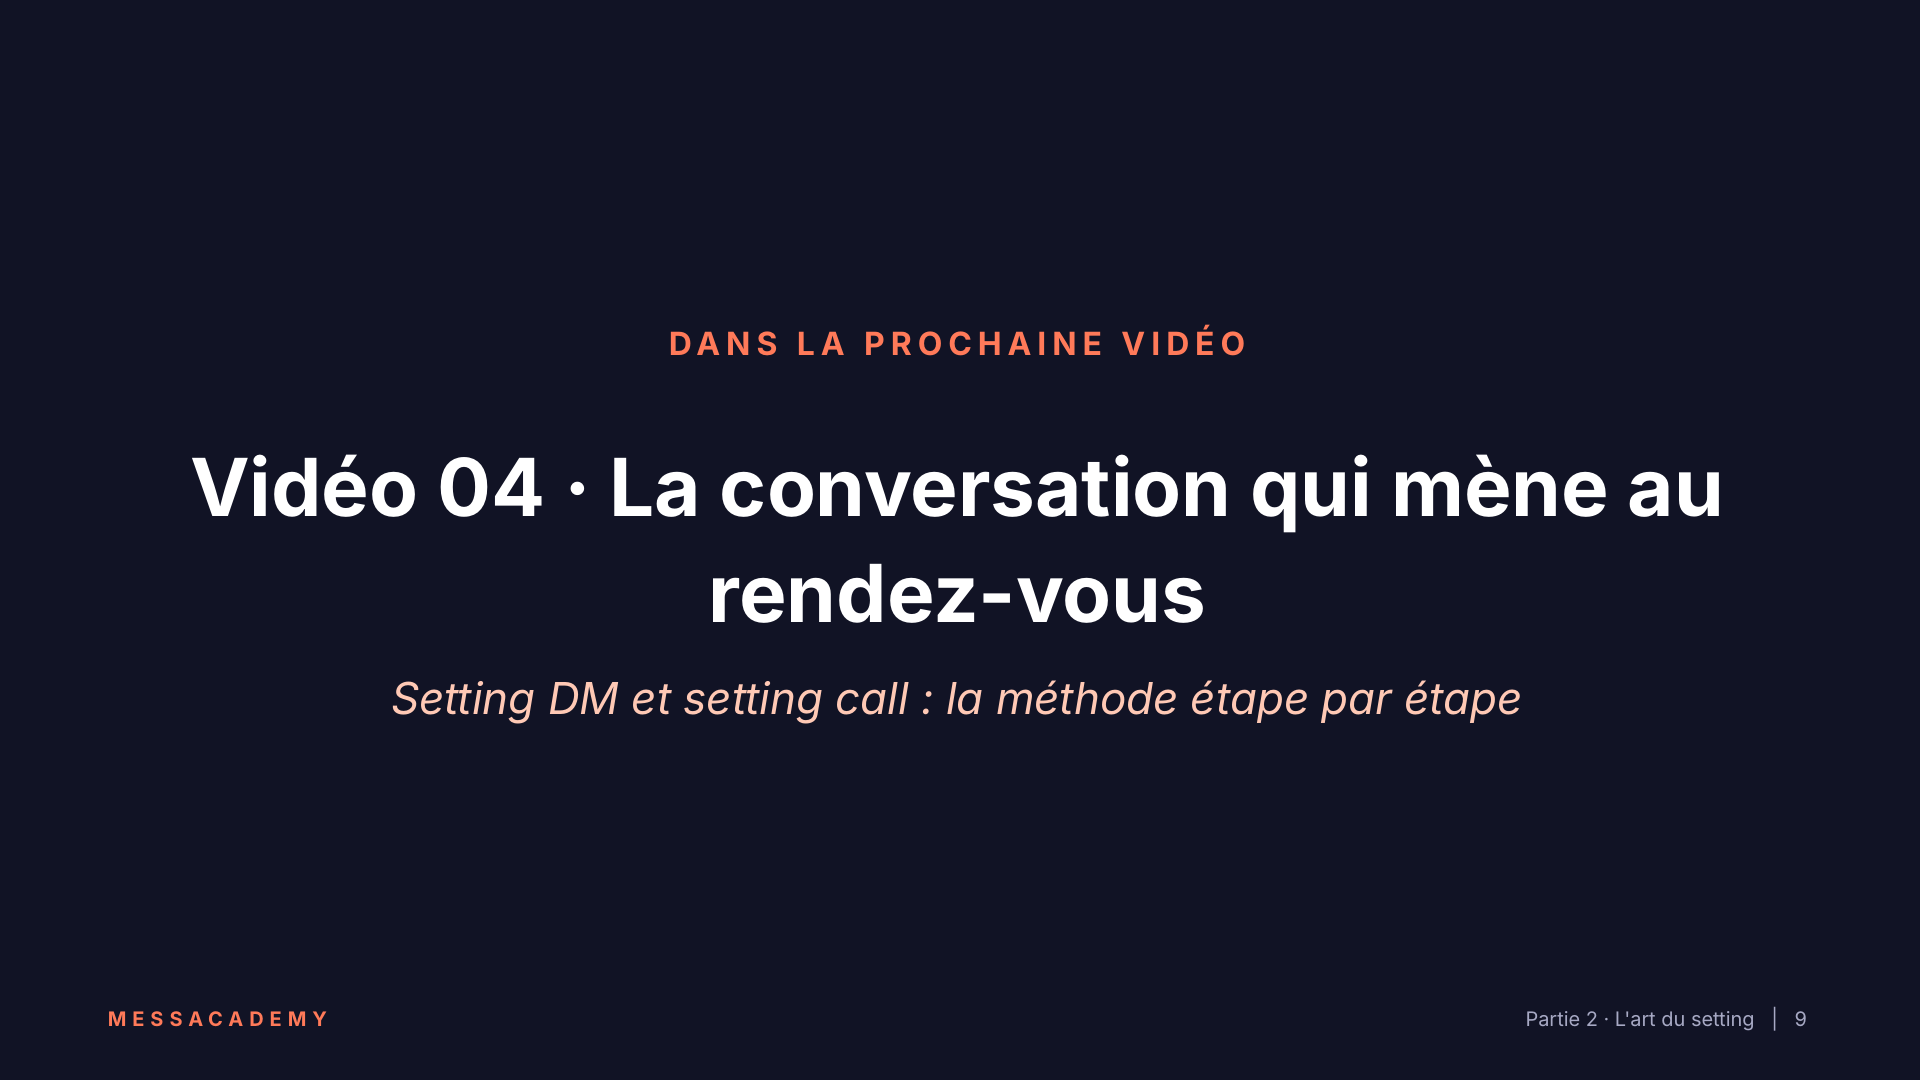 DANS LA PROCHAINE VIDÉO
Vidéo 04 · La conversation qui mène au
rendez-vous
Setting DM et setting call : la méthode étape par étape
MESSACADEMY
Partie 2 · L'art du setting | 9